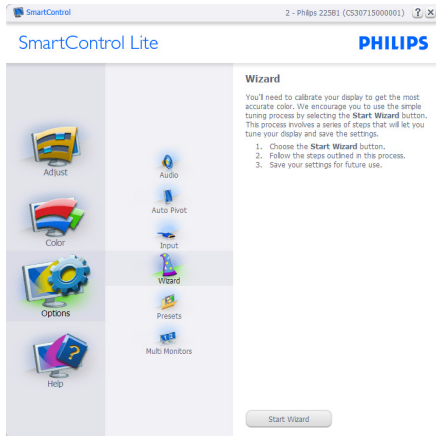 SmartControl
2 - Philips 225B1 (CS30715000001)
?
X
SmartControl Lite
PHILIPS
Adjust
Color
Options
Help
?
Audio
Auto Pivot
Input
Wizard
Presets
Multi Monitors
Wizard
You'll need to calibrate your display to get the most
accurate color. We encourage you to use the simple
tuning process by selecting the Start Wizard button.
This process involves a series of steps that will let you
tune your display and save the settings.
1. Choose the Start Wizard button.
2. Follow the steps outlined in this process.
3. Save your settings for future use.
Start Wizard